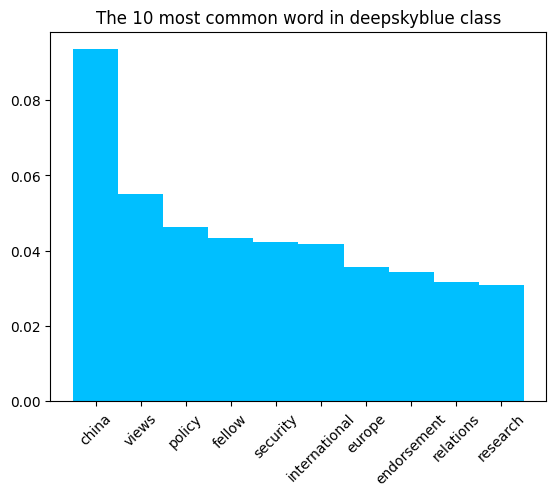 The 10 most common word in deepskyblue class
0.08
0.06
0.04
0.02
0.00
china
views
policy
fellow
security
international
europe
endorsement
relations
research